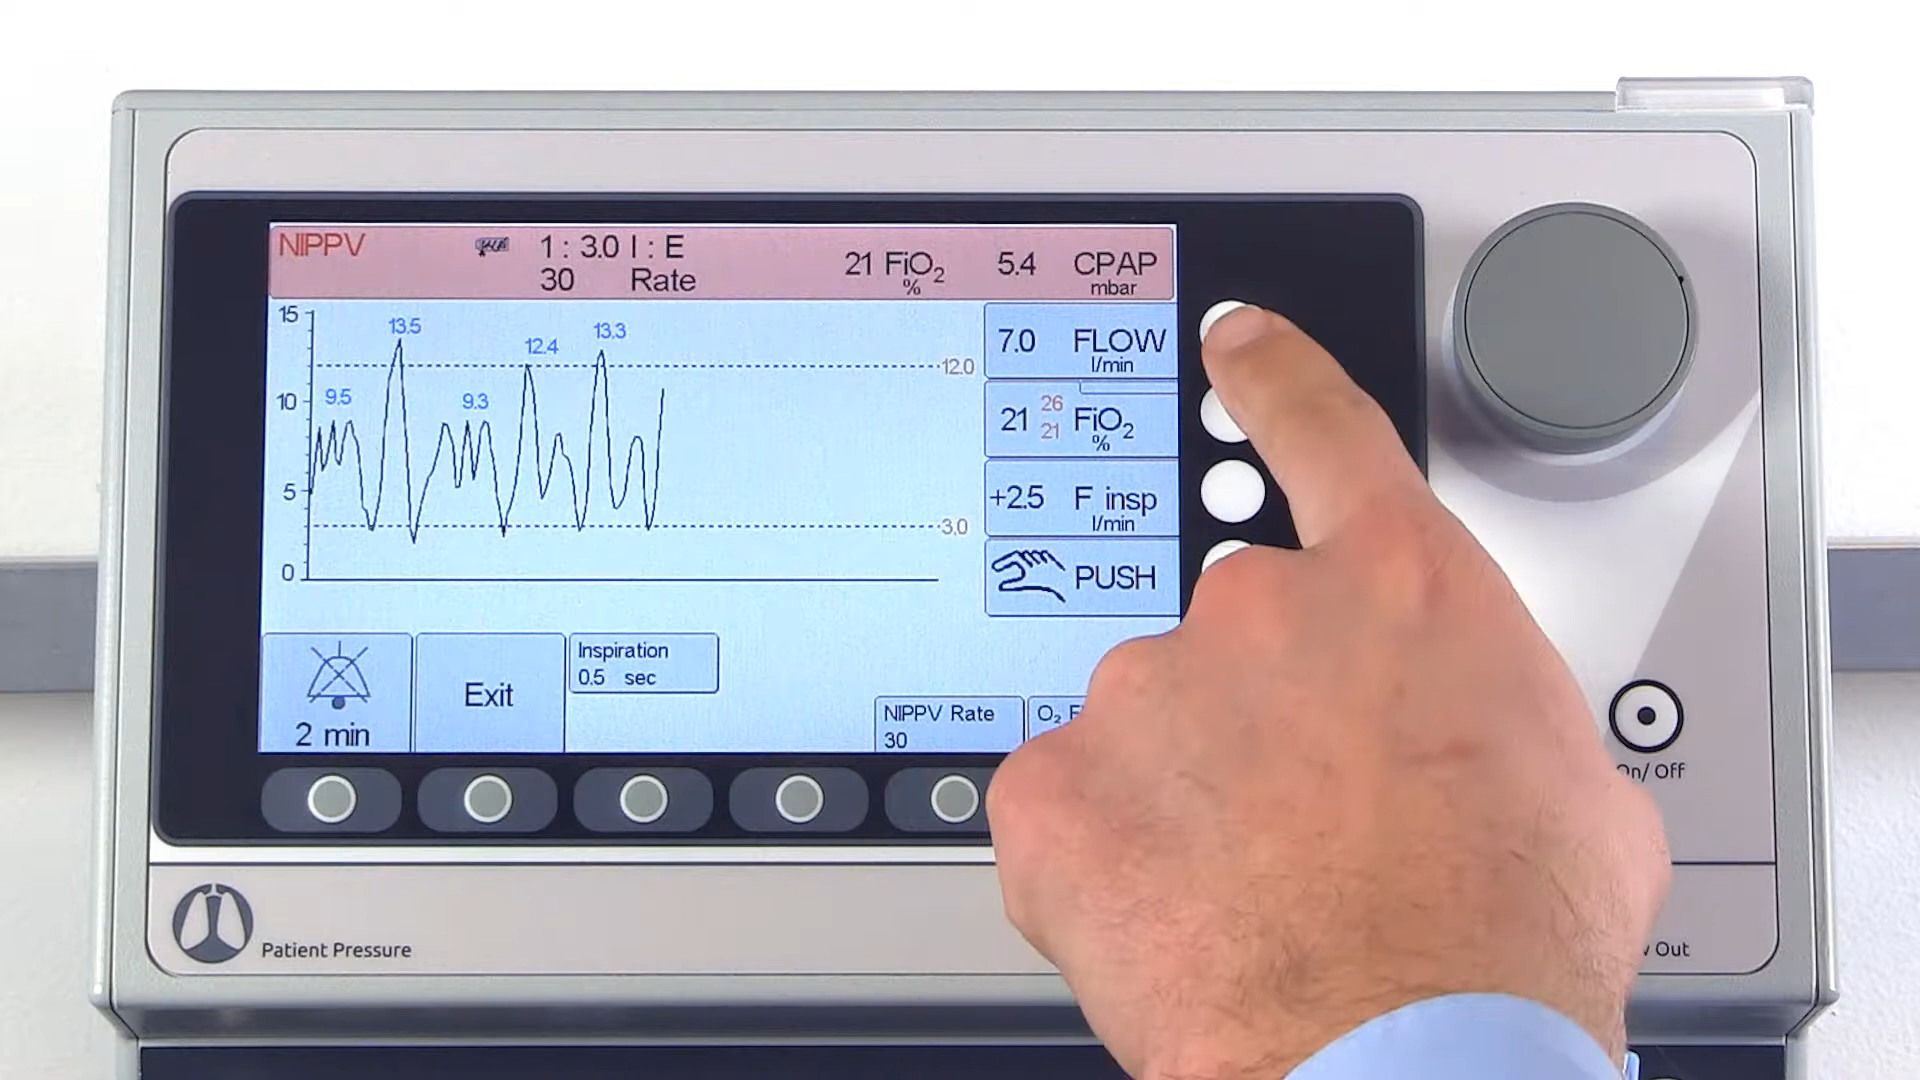 NIPPV
1 : 3.0 I : E
30 Rate
21 FiO₂
%
5.4 CPAP
mbar
15
10
5
0
9.5
13.5
9.3
12.4
13.3
12.0
3.0
7.0 FLOW
l/min
21 26 21 FiO₂
%
+2.5 F insp
l/min
PUSH
2 min
Exit
Inspiration
0.5 sec
NIPPV Rate
30
O₂
On/ Off
Patient Pressure
Out